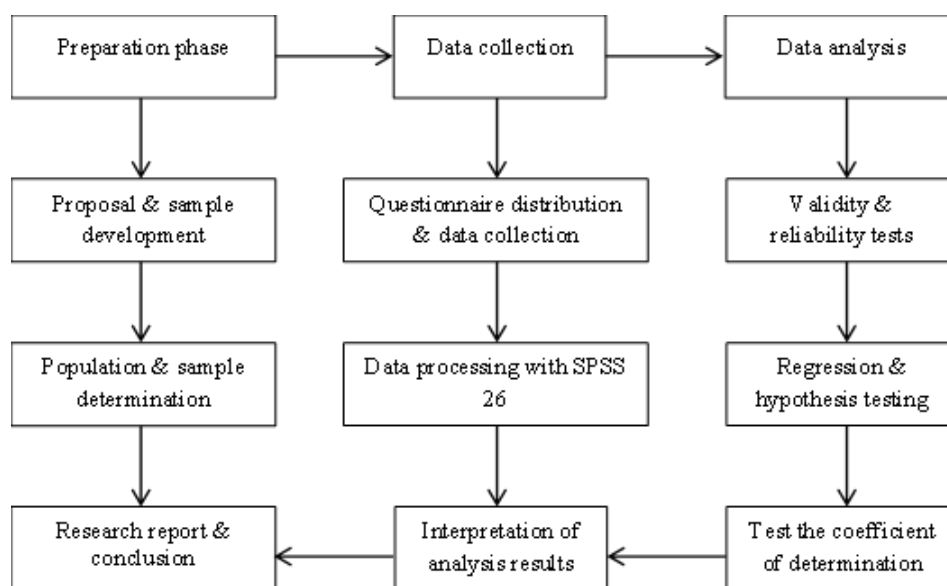 Preparation phase
Data collection
Data analysis
Proposal & sample
development
Questionnaire distribution
& data collection
Validity &
reliability tests
Population & sample
determination
Data processing with SPSS
26
Regression &
hypothesis testing
Research report &
conclusion
Interpretation of
analysis results
Test the coefficient
of determination